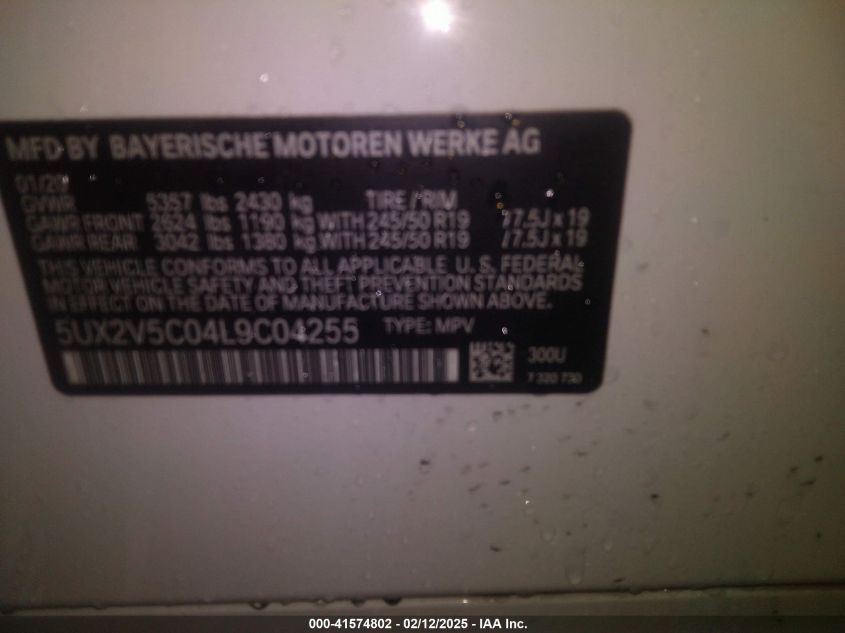 MFD BY BAYERISCHE MOTOREN WERKE AG
01/20
GVWR 5357 lbs 2430 kg TIRE / RIM
GAWR FRONT 2624 lbs 1190 kg WITH 245/50 R19 / 7.5J x 19
GAWR REAR 3042 lbs 1380 kg WITH 245/50 R19 / 7.5J x 19
THIS VEHICLE CONFORMS TO ALL APPLICABLE U. S. FEDERAL
MOTOR VEHICLE SAFETY AND THEFT PREVENTION STANDARDS
IN EFFECT ON THE DATE OF MANUFACTURE SHOWN ABOVE.
5UX2V5C04L9C04255 TYPE: MPV
300U
7 320 730
000-41574802 - 02/12/2025 - IAA Inc.